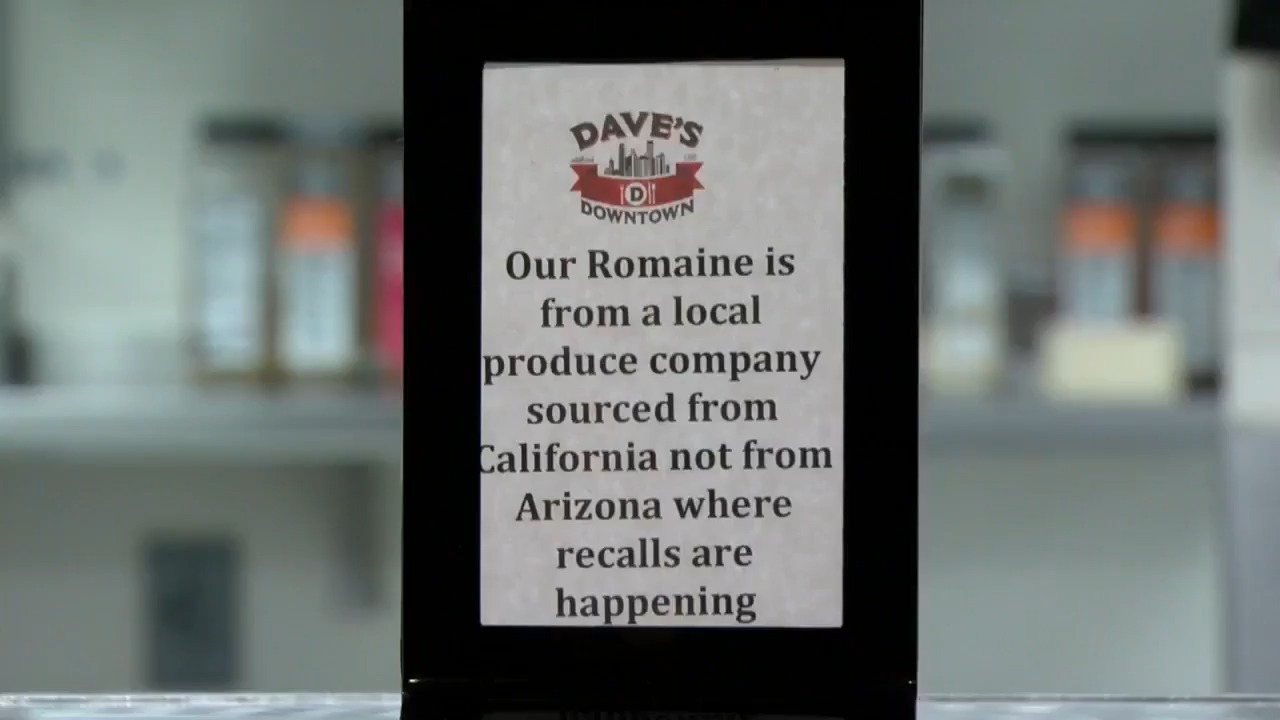 DAVE'S
D
DOWNTOWN
Our Romaine is
from a local
produce company
sourced from
California not from
Arizona where
recalls are
happening